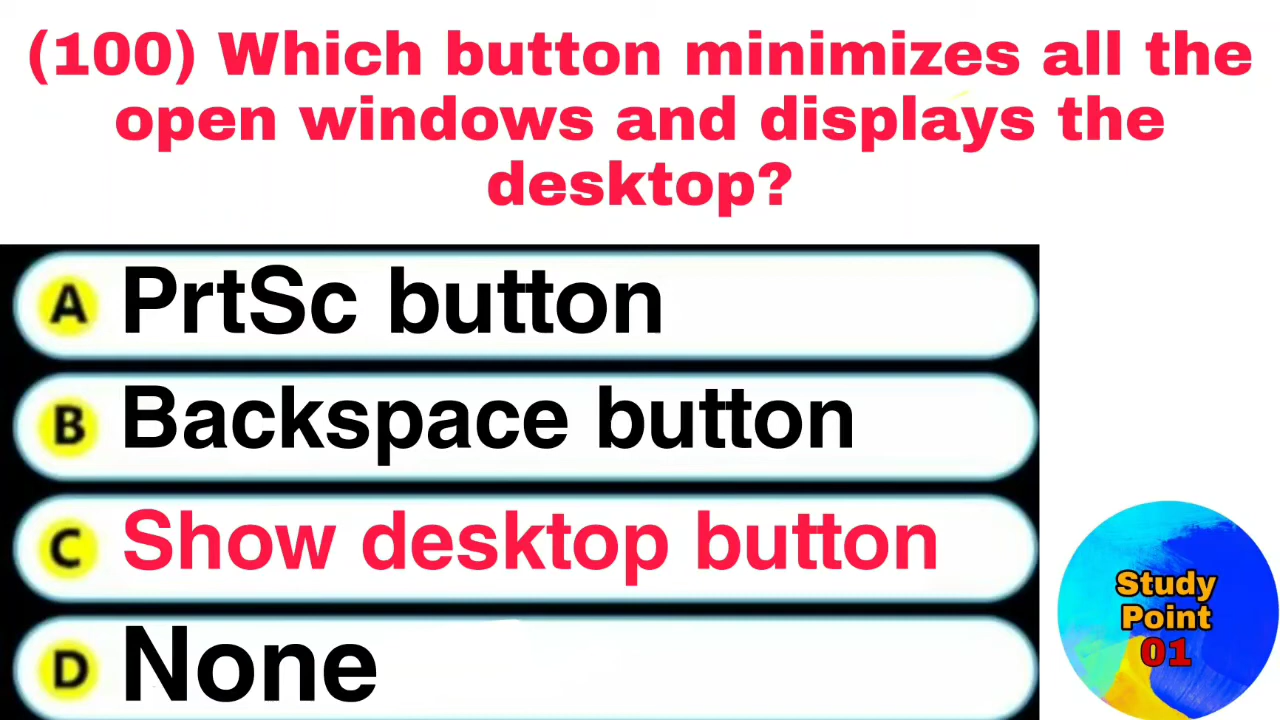 (100) Which button minimizes all the
open windows and displays the
desktop?
A PrtSc button
B Backspace button
C Show desktop button
D None
Study
Point
01